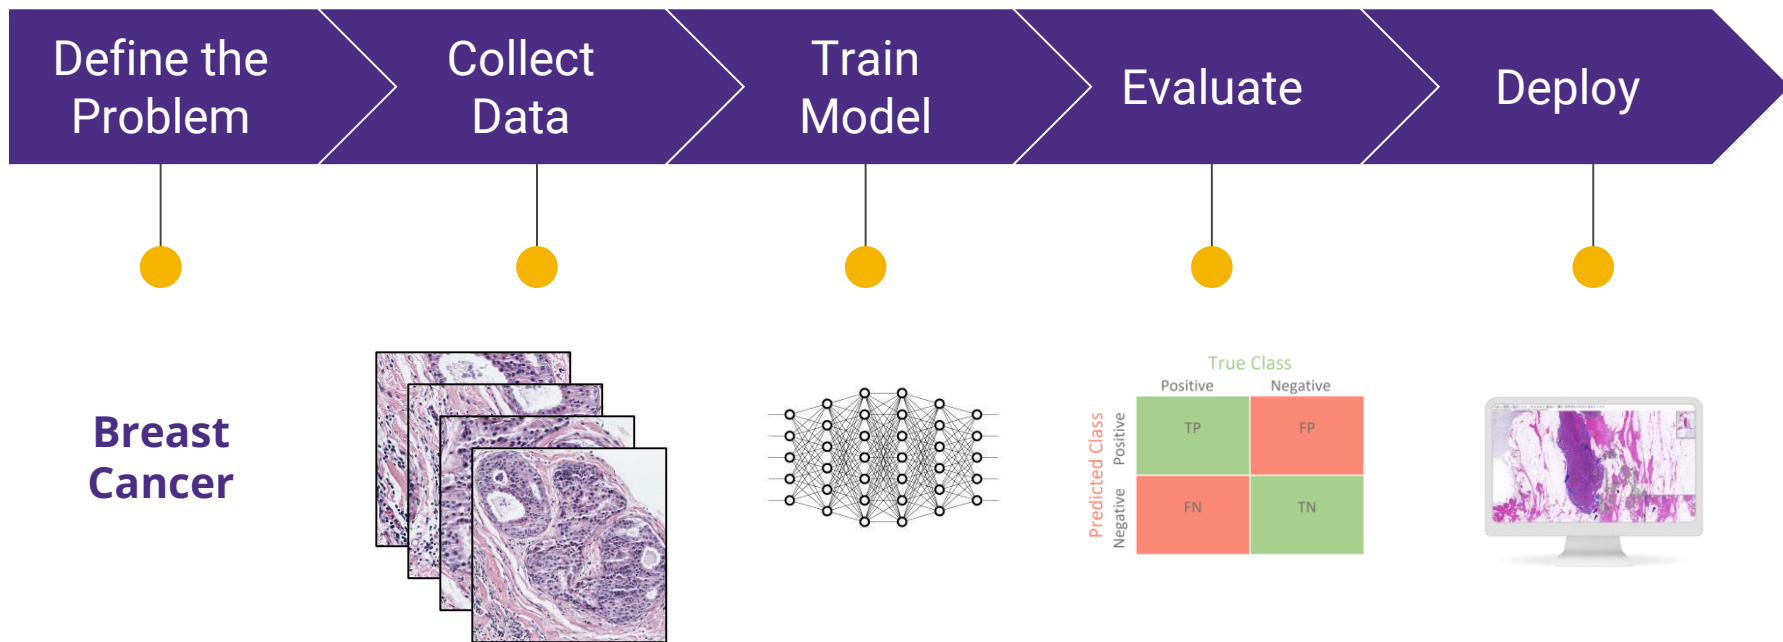 Define the
Problem
Collect
Data
Train
Model
Evaluate
Deploy
Breast
Cancer
True Class
Positive Negative
Predicted Class
Positive
Negative
TP FP
FN TN